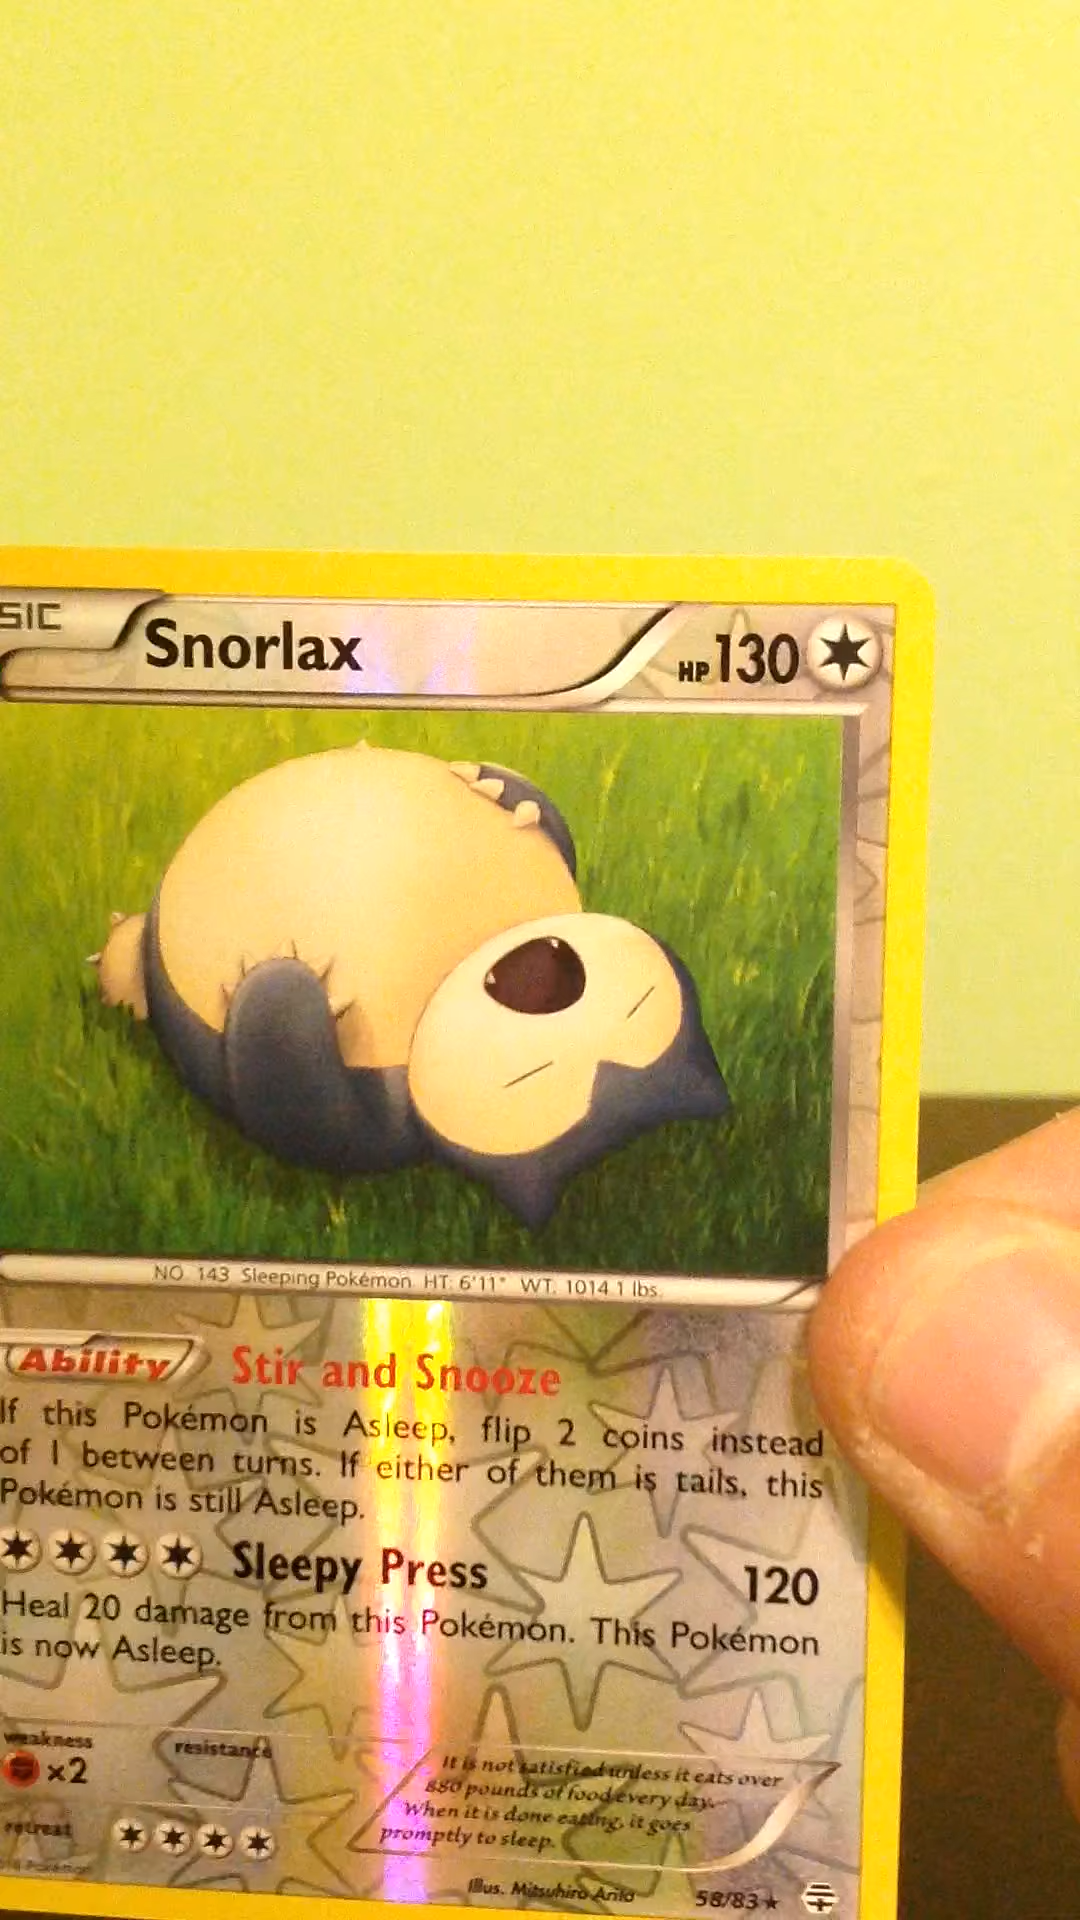 SIC Snorlax HP 130
NO. 143 Sleeping Pokémon HT: 6'11" WT: 1014.1 lbs.
Ability Stir and Snooze
If this Pokémon is Asleep, flip 2 coins instead
of 1 between turns. If either of them is tails, this
Pokémon is still Asleep.
Sleepy Press 120
Heal 20 damage from this Pokémon. This Pokémon
is now Asleep.
weakness resistance
×2
It is not satisfied unless it eats over
880 pounds of food every day.
When it is done eating, it goes
promptly to sleep.
retreat
Pokémon
Illus. Mitsuhiro Arita 58/83